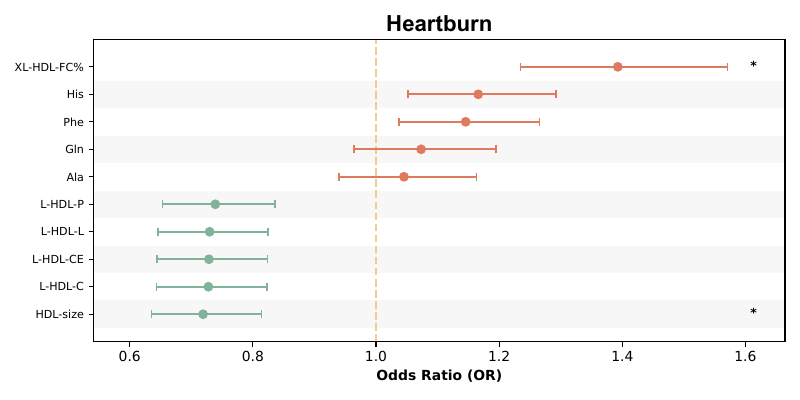 Heartburn
XL-HDL-FC% *
His
Phe
Gln
Ala
L-HDL-P
L-HDL-L
L-HDL-CE
L-HDL-C
HDL-size *
0.6 0.8 1.0 1.2 1.4 1.6
Odds Ratio (OR)